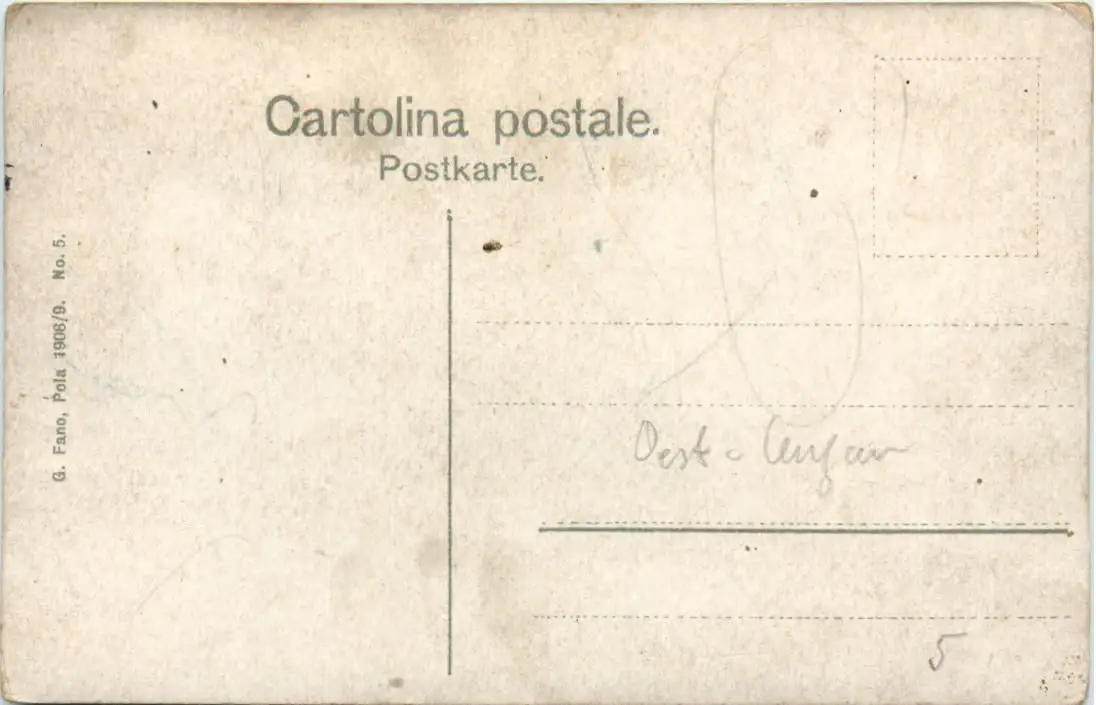 Cartolina postale.
Postkarte.
G. Fano, Pola 1908/9. No. 5.
Oest - Ungarn
5